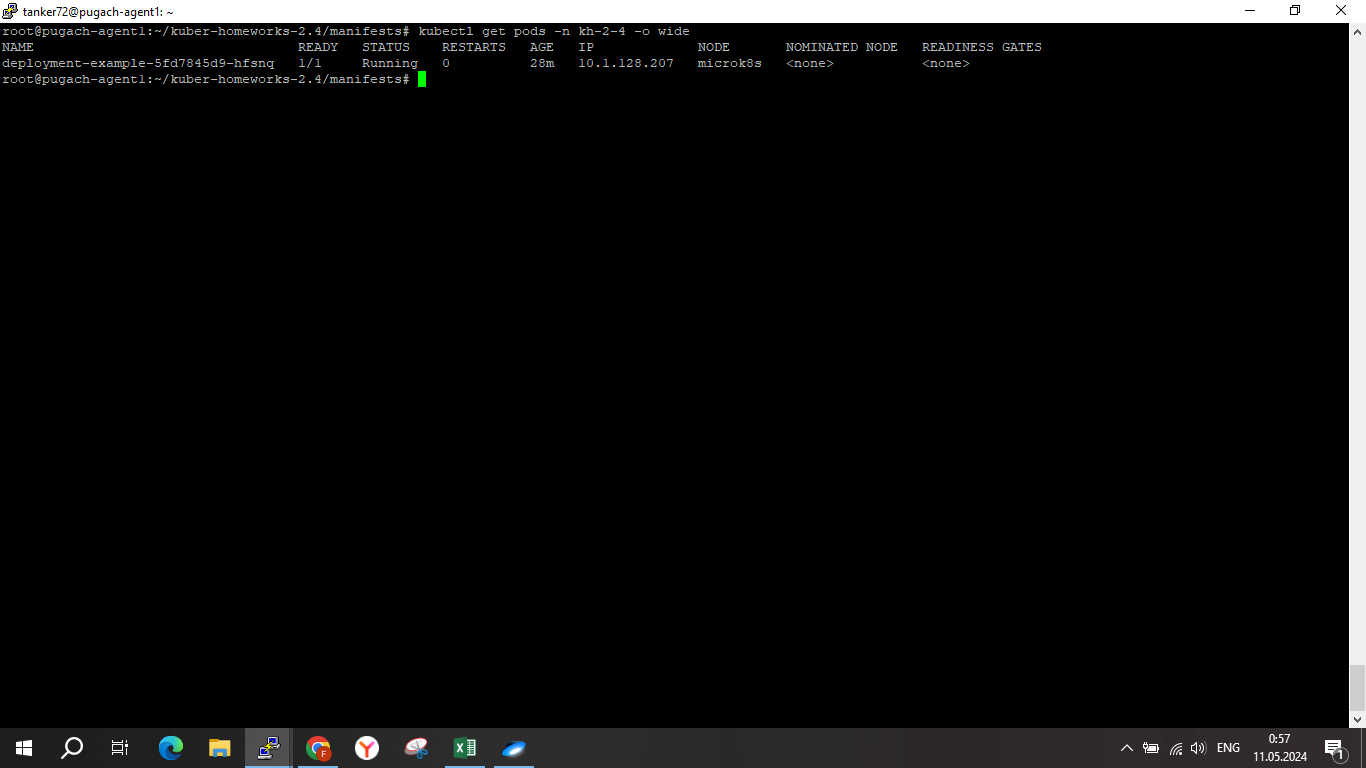 tanker72@pugach-agent1: ~
root@pugach-agent1:~/kuber-homeworks-2.4/manifests# kubectl get pods -n kh-2-4 -o wide
NAME READY STATUS RESTARTS AGE IP NODE NOMINATED NODE READINESS GATES
deployment-example-5fd7845d9-hfsnq 1/1 Running 0 28m 10.1.128.207 microk8s <none> <none>
root@pugach-agent1:~/kuber-homeworks-2.4/manifests#
ENG
0:57
11.05.2024
1